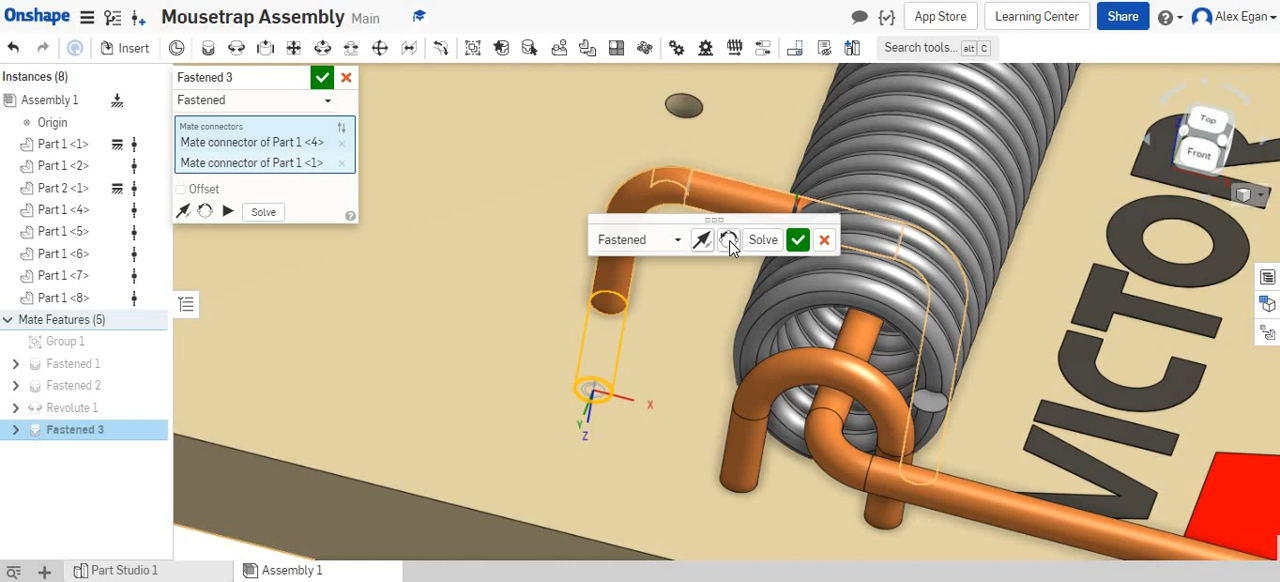 Onshape Mousetrap Assembly Main App Store Learning Center Share Alex Egan
Insert Search tools... alt C
Instances (8)
Assembly 1
Origin
Part 1 <1>
Part 1 <2>
Part 2 <1>
Part 1 <4>
Part 1 <5>
Part 1 <6>
Part 1 <7>
Part 1 <8>
Mate Features (5)
Group 1
Fastened 1
Fastened 2
Revolute 1
Fastened 3
Fastened 3
Fastened
Mate connectors
Mate connector of Part 1 <4>
Mate connector of Part 1 <1>
Offset
Solve
Fastened Solve
X
Y
Z
Top
Front
VICTOR
Part Studio 1 Assembly 1